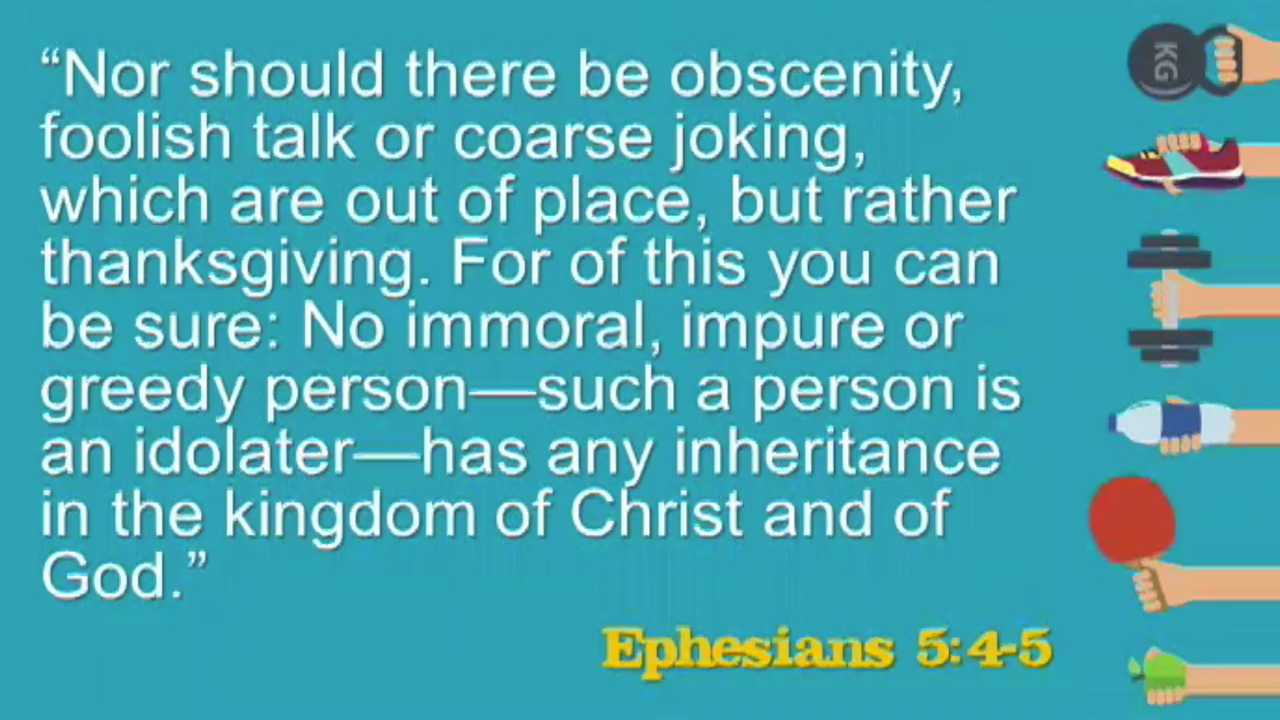 “Nor should there be obscenity,
foolish talk or coarse joking,
which are out of place, but rather
thanksgiving. For of this you can
be sure: No immoral, impure or
greedy person—such a person is
an idolater—has any inheritance
in the kingdom of Christ and of
God.”
Ephesians 5:4-5
KG